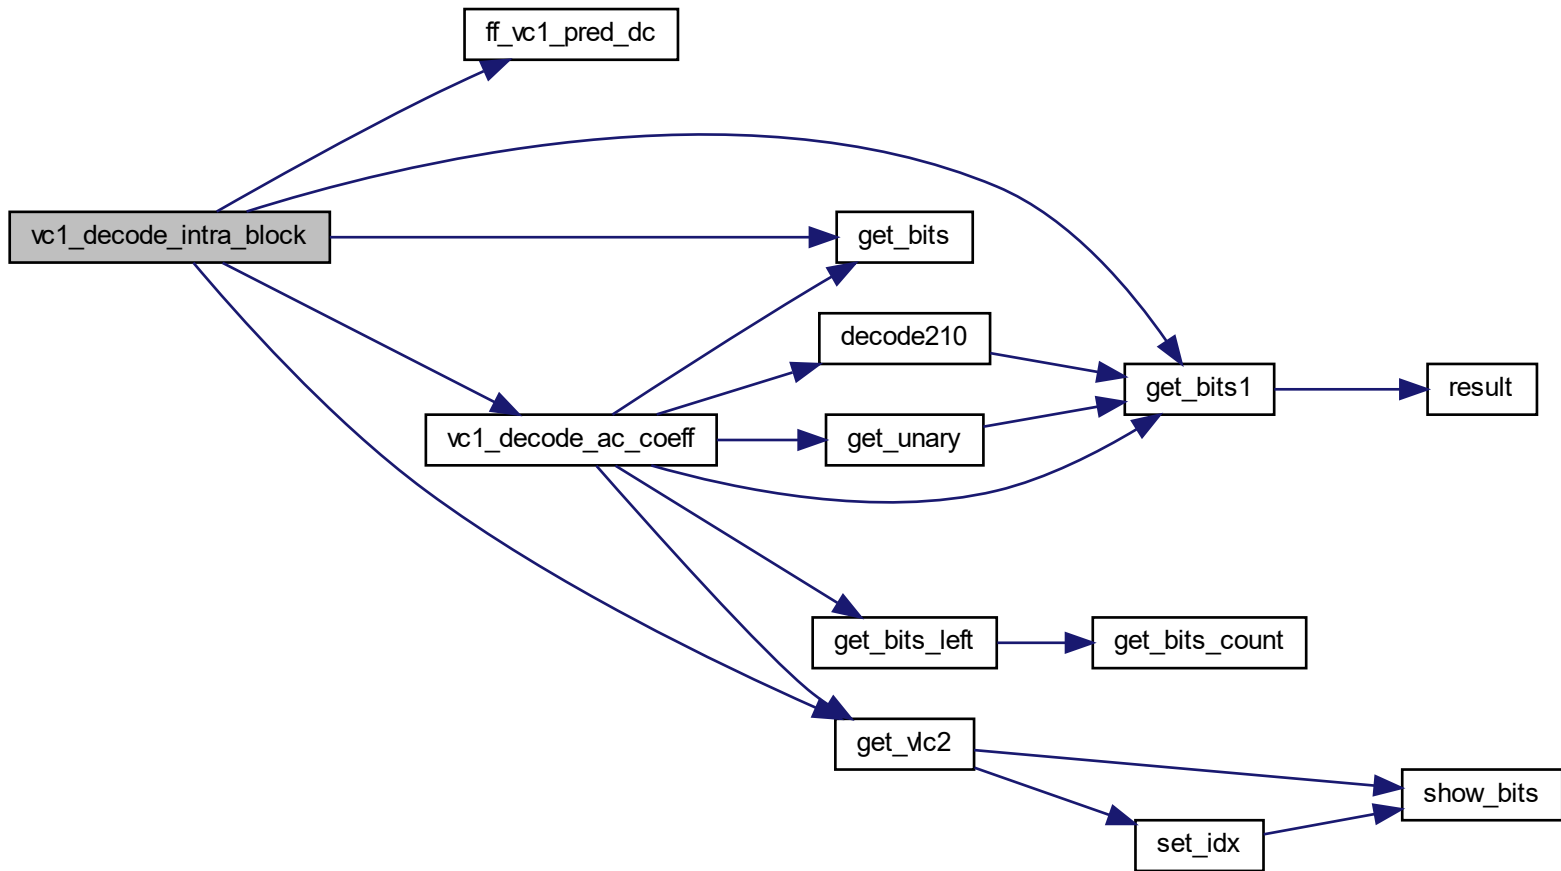 ff_vc1_pred_dc
vc1_decode_intra_block
get_bits
decode210
get_bits1
result
vc1_decode_ac_coeff
get_unary
get_bits_left
get_bits_count
get_vlc2
show_bits
set_idx